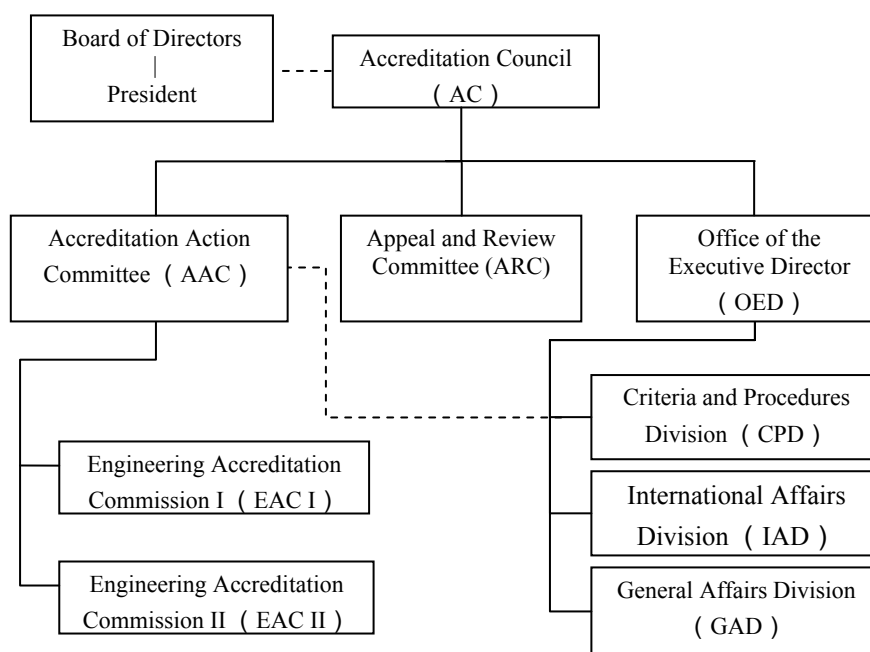 Board of Directors
|
President
Accreditation Council
( AC )
Accreditation Action
Committee ( AAC )
Appeal and Review
Committee (ARC)
Office of the
Executive Director
( OED )
Criteria and Procedures
Division ( CPD )
International Affairs
Division ( IAD )
General Affairs Division
( GAD )
Engineering Accreditation
Commission I ( EAC I )
Engineering Accreditation
Commission II ( EAC II )